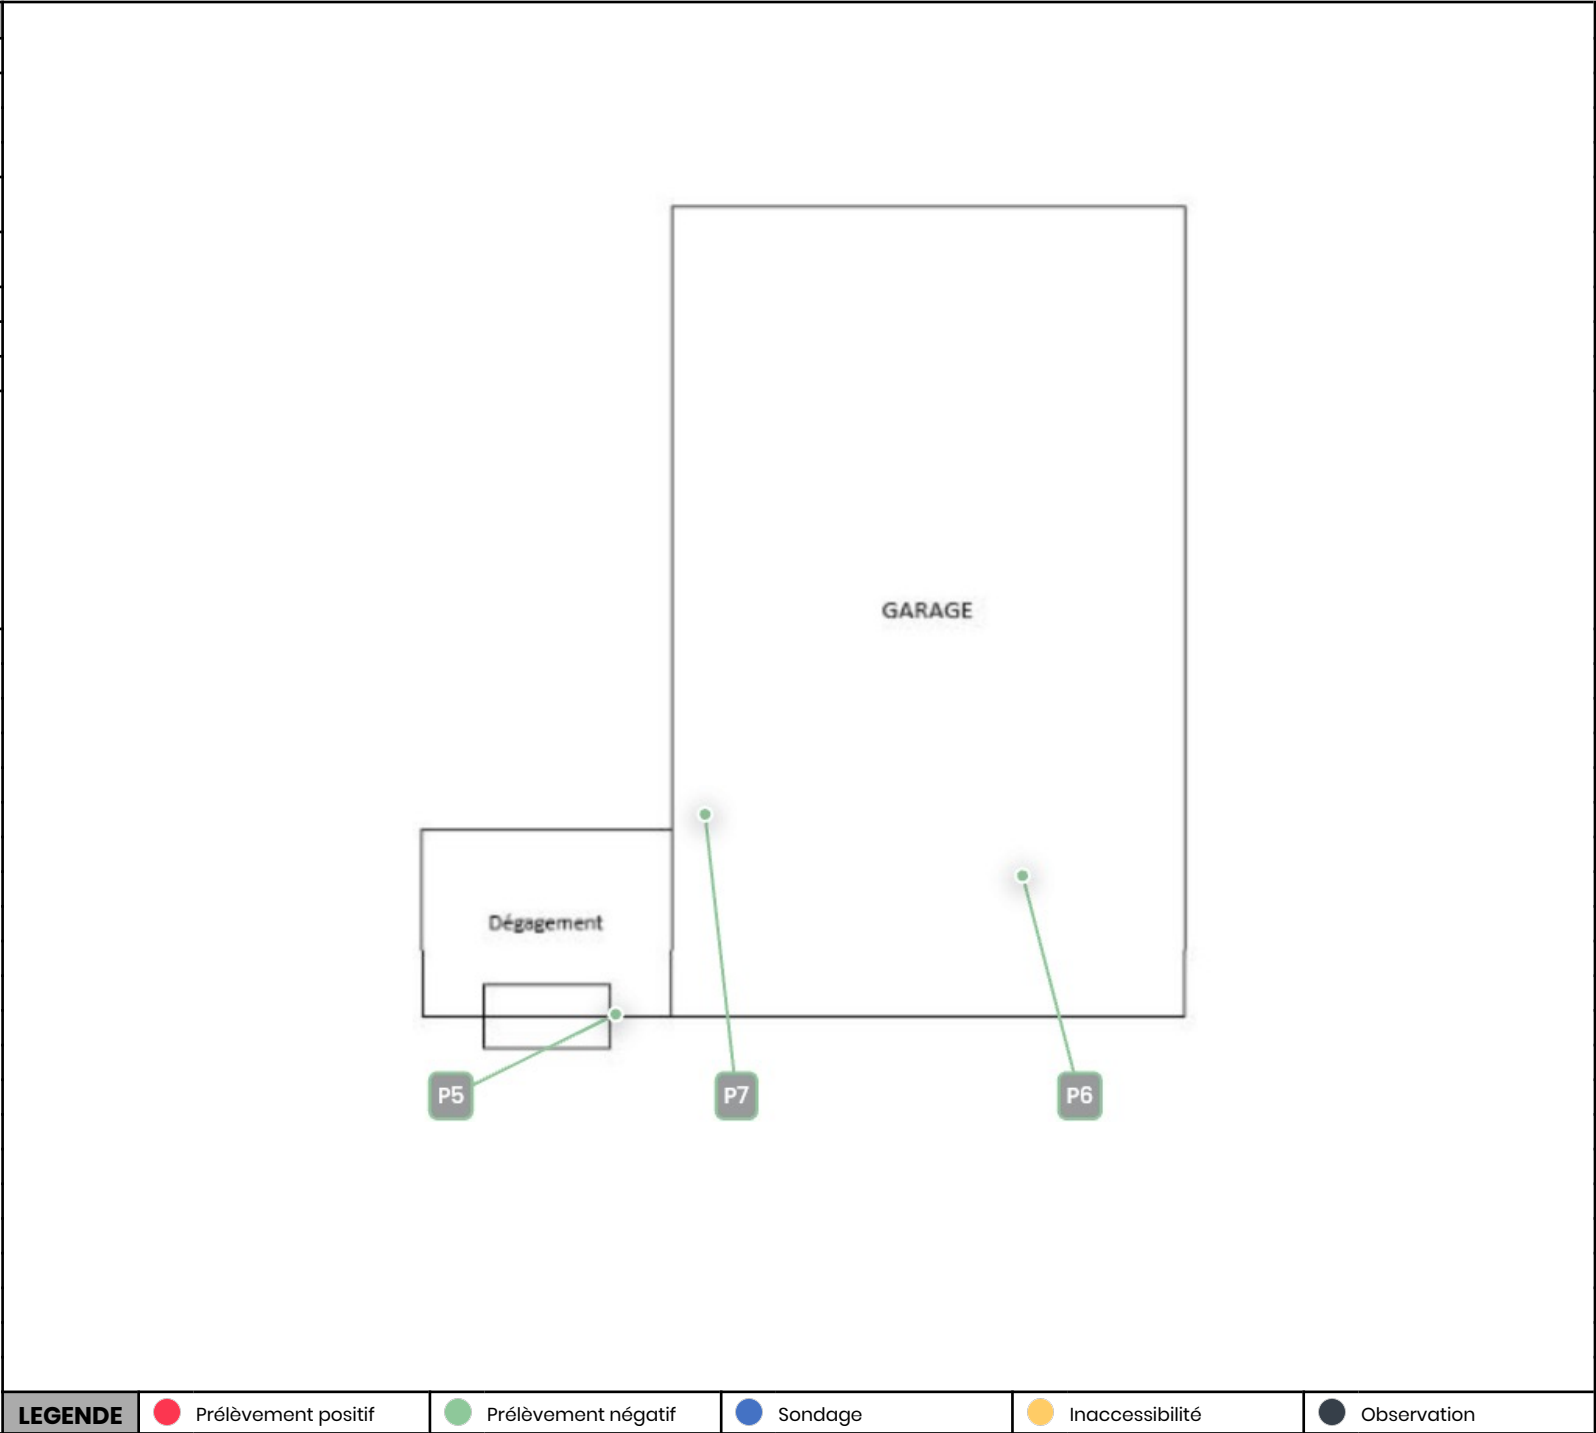 GARAGE
Dégagement
P5
P7
P6
LEGENDE
Prélèvement positif
Prélèvement négatif
Sondage
Inaccessibilité
Observation